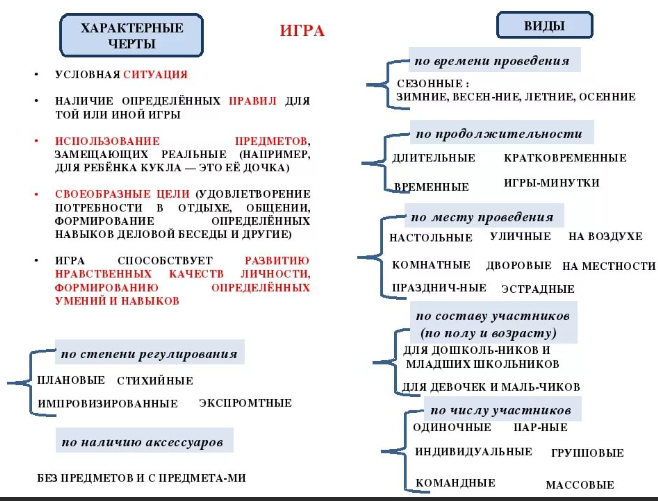 ХАРАКТЕРНЫЕ
ЧЕРТЫ
ИГРА
ВИДЫ
• УСЛОВНАЯ СИТУАЦИЯ
• НАЛИЧИЕ ОПРЕДЕЛЁННЫХ ПРАВИЛ ДЛЯ
ТОЙ ИЛИ ИНОЙ ИГРЫ
• ИСПОЛЬЗОВАНИЕ ПРЕДМЕТОВ,
ЗАМЕЩАЮЩИХ РЕАЛЬНЫЕ (НАПРИМЕР,
ДЛЯ РЕБЁНКА КУКЛА — ЭТО ЕЁ ДОЧКА)
• СВОЕОБРАЗНЫЕ ЦЕЛИ (УДОВЛЕТВОРЕНИЕ
ПОТРЕБНОСТИ В ОТДЫХЕ, ОБЩЕНИИ,
ФОРМИРОВАНИЕ ОПРЕДЕЛЁННЫХ
НАВЫКОВ ДЕЛОВОЙ БЕСЕДЫ И ДРУГИЕ)
• ИГРА СПОСОБСТВУЕТ РАЗВИТИЮ
НРАВСТВЕННЫХ КАЧЕСТВ ЛИЧНОСТИ,
ФОРМИРОВАНИЮ ОПРЕДЕЛЁННЫХ
УМЕНИЙ И НАВЫКОВ
по степени регулирования
ПЛАНОВЫЕ СТИХИЙНЫЕ
ИМПРОВИЗИРОВАННЫЕ ЭКСПРОМТНЫЕ
по наличию аксессуаров
БЕЗ ПРЕДМЕТОВ И С ПРЕДМЕТА-МИ
по времени проведения
СЕЗОННЫЕ :
ЗИМНИЕ, ВЕСЕН-НИЕ, ЛЕТНИЕ, ОСЕННИЕ
по продолжительности
ДЛИТЕЛЬНЫЕ КРАТКОВРЕМЕННЫЕ
ВРЕМЕННЫЕ ИГРЫ-МИНУТКИ
по месту проведения
НАСТОЛЬНЫЕ УЛИЧНЫЕ НА ВОЗДУХЕ
КОМНАТНЫЕ ДВОРОВЫЕ НА МЕСТНОСТИ
ПРАЗДНИЧ-НЫЕ ЭСТРАДНЫЕ
по составу участников
(по полу и возрасту)
ДЛЯ ДОШКОЛЬ-НИКОВ И
МЛАДШИХ ШКОЛЬНИКОВ
ДЛЯ ДЕВОЧЕК И МАЛЬ-ЧИКОВ
по числу участников
ОДИНОЧНЫЕ ПАР-НЫЕ
ИНДИВИДУАЛЬНЫЕ ГРУППОВЫЕ
КОМАНДНЫЕ МАССОВЫЕ